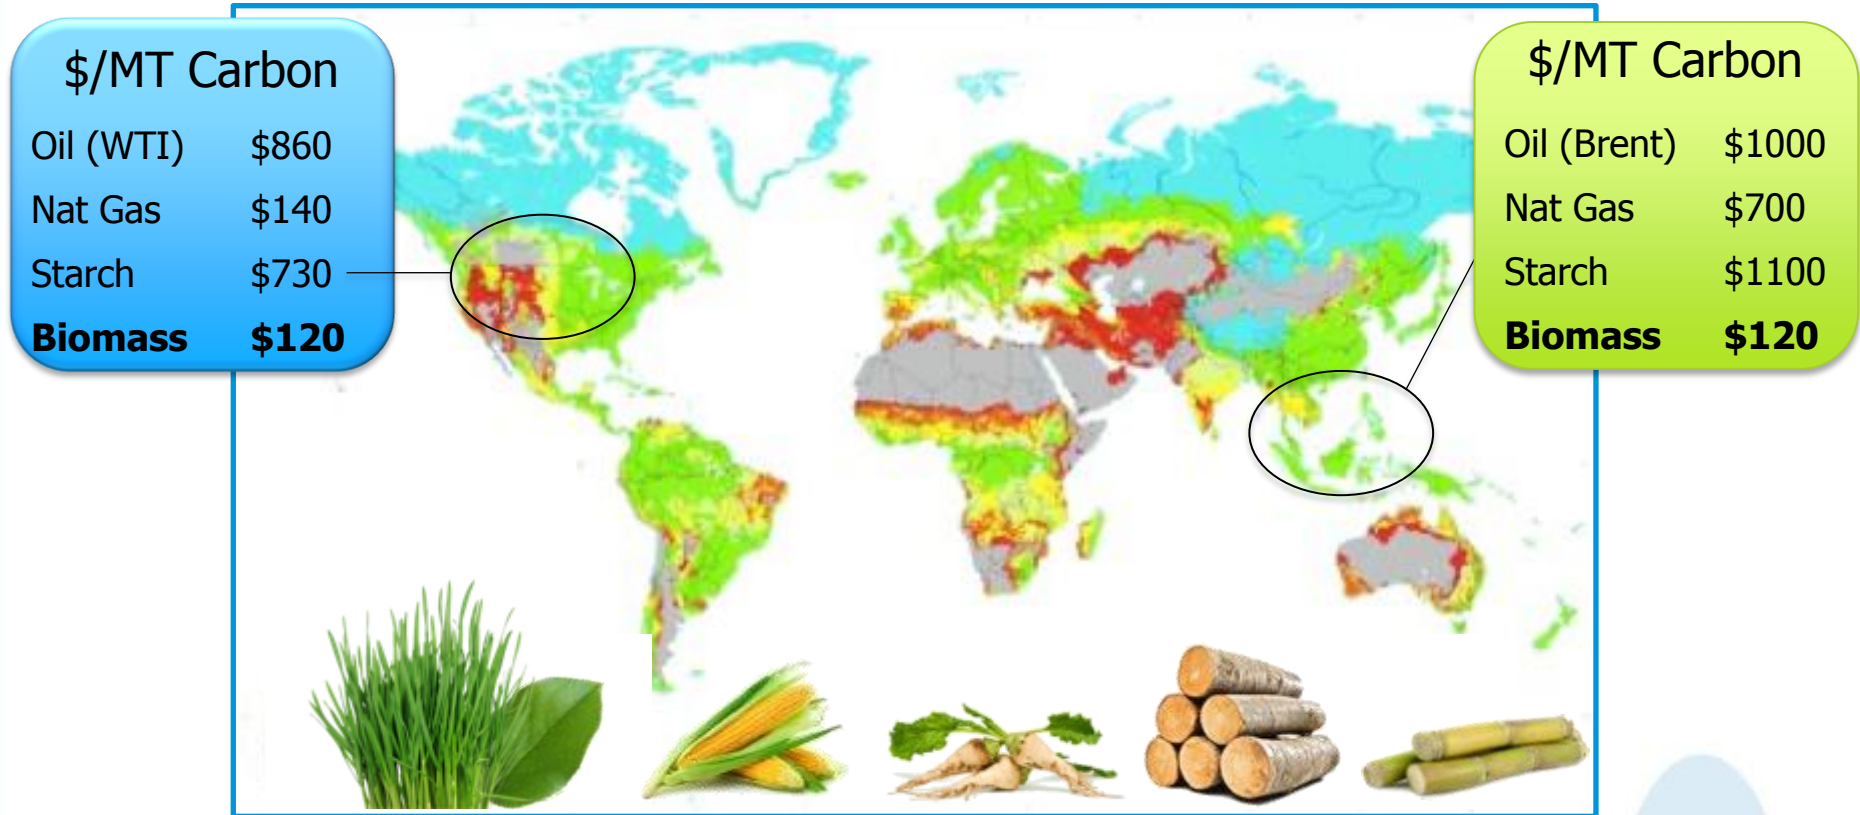 $/MT Carbon
Oil (WTI) $860
Nat Gas $140
Starch $730
Biomass $120
$/MT Carbon
Oil (Brent) $1000
Nat Gas $700
Starch $1100
Biomass $120